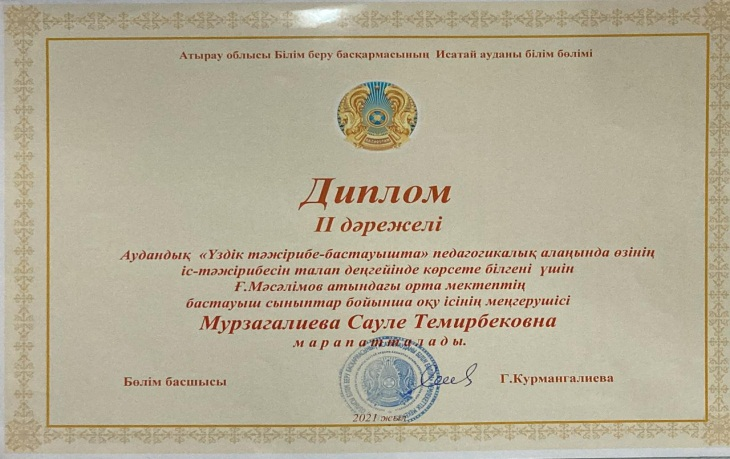 Атырау облысы Білім беру басқармасының Исатай ауданы білім бөлімі
Диплом
II дәрежелі
Аудандық «Үздік тәжірибе-бастауышта» педагогикалық алаңында өзінің
іс-тәжірибесін талап деңгейінде көрсете білгені үшін
Ғ.Мәсәлімов атындағы орта мектептің
бастауыш сыныптар бойынша оқу ісінің меңгерушісі
Мурзагалиева Сауле Темирбековна
марапатталады.
Бөлім басшысы Г.Курмангалиева
2021 жыл